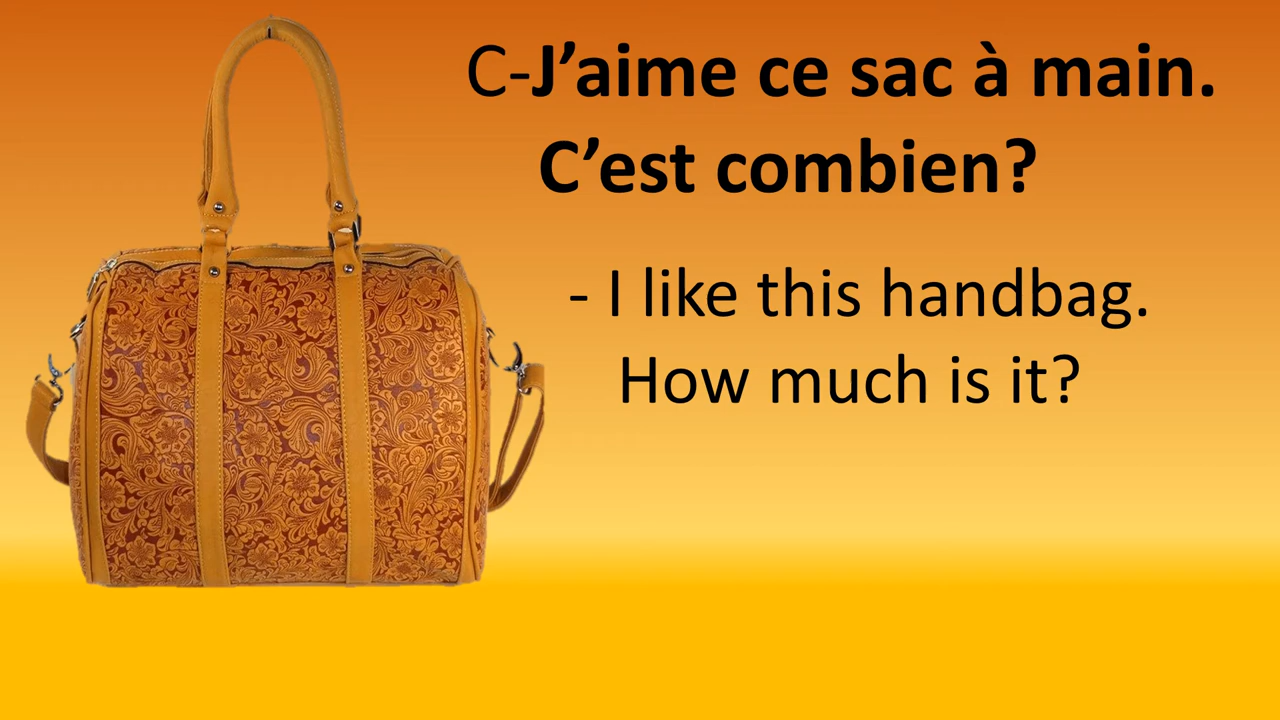 C-J’aime ce sac à main.
C’est combien?
- I like this handbag.
How much is it?